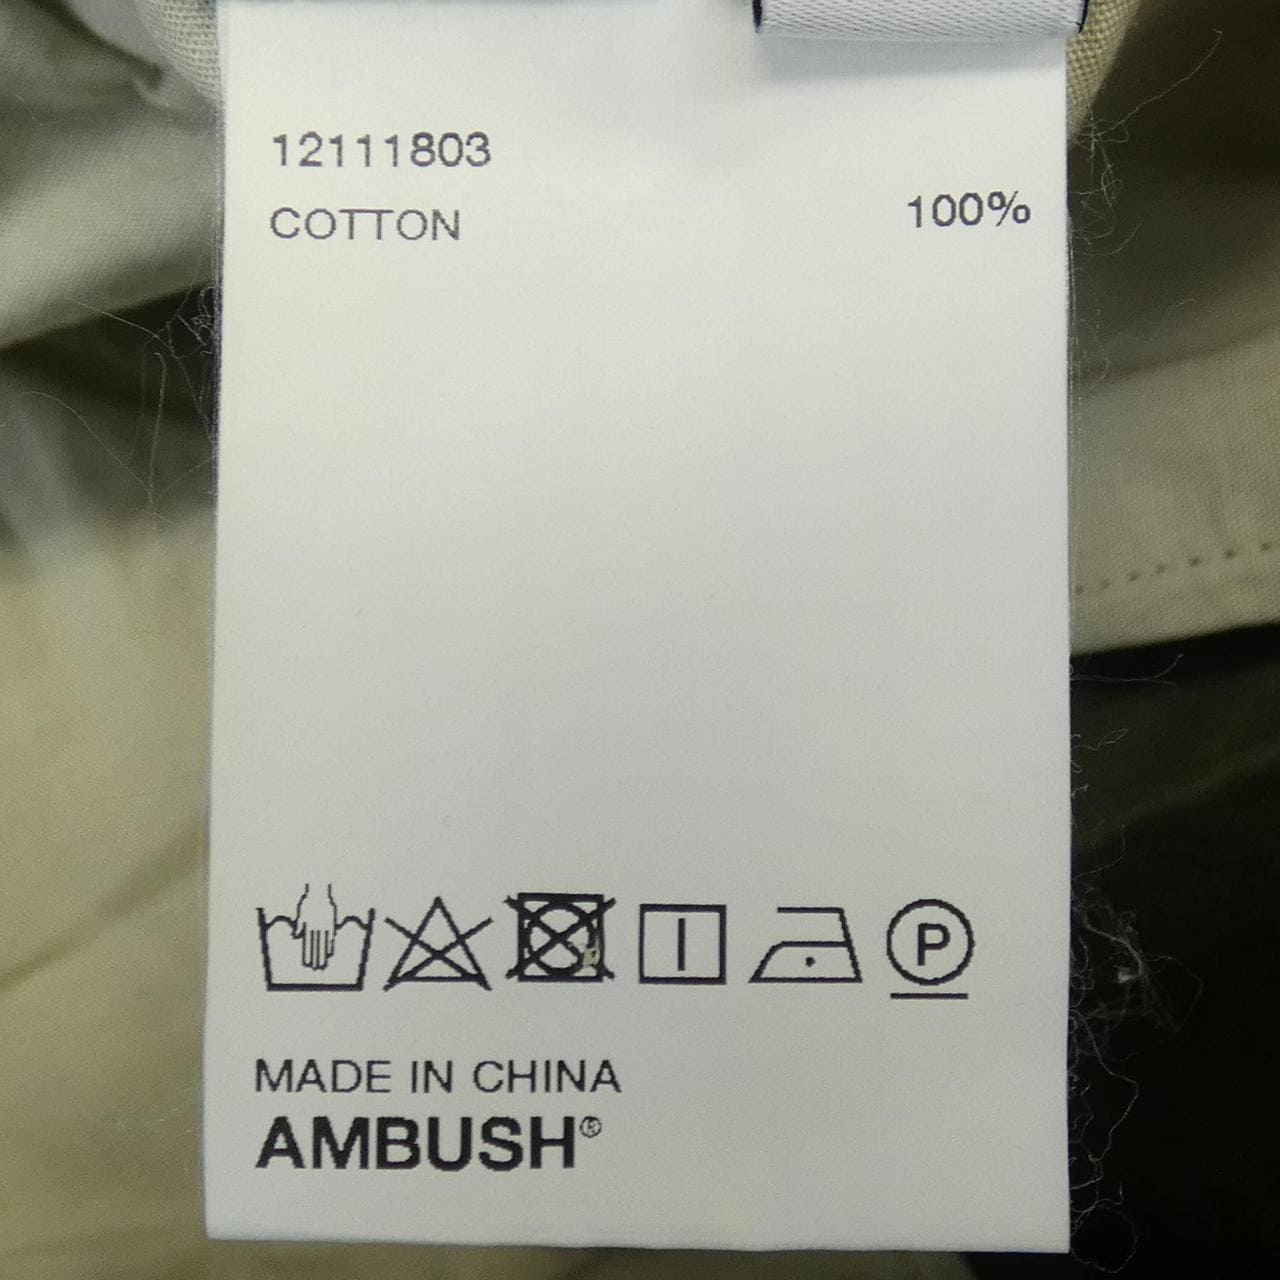 12111803
COTTON 100%
P
MADE IN CHINA
AMBUSH®